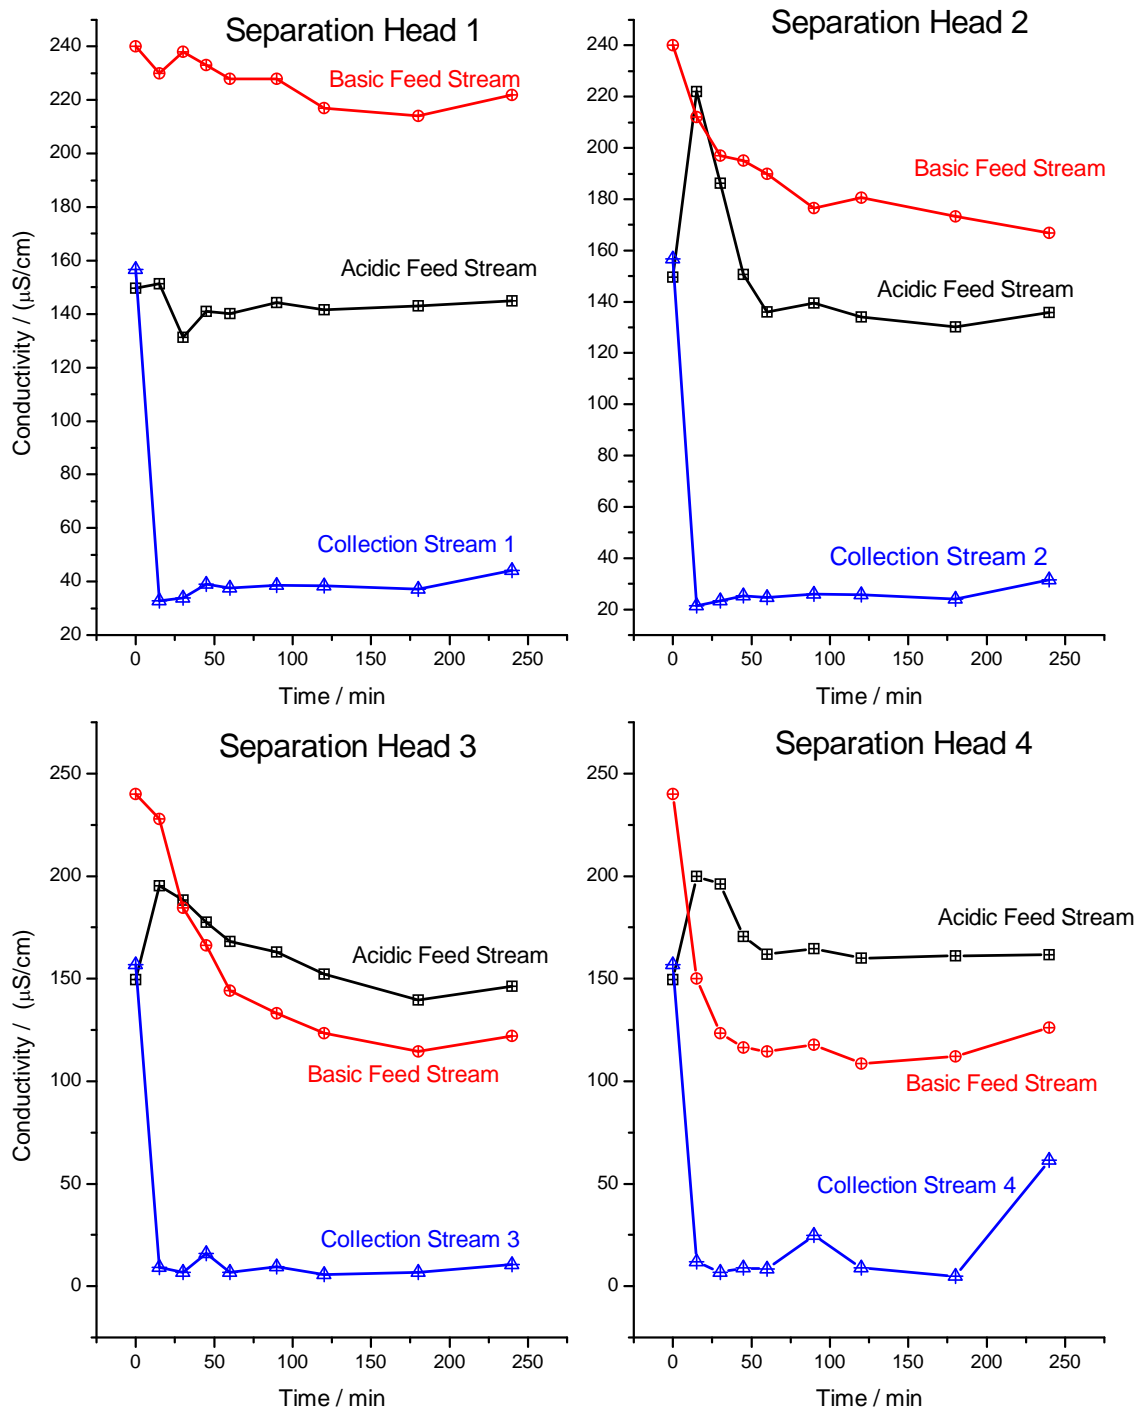 Separation Head 1
Basic Feed Stream
Acidic Feed Stream
Collection Stream 1
Conductivity / (μS/cm)
240
220
200
180
160
140
120
100
80
60
40
20
0 50 100 150 200 250
Time / min
Separation Head 2
Basic Feed Stream
Acidic Feed Stream
Collection Stream 2
240
220
200
180
160
140
120
100
80
60
40
20
0 50 100 150 200 250
Time / min
Separation Head 3
Acidic Feed Stream
Basic Feed Stream
Collection Stream 3
Conductivity / (μS/cm)
250
200
150
100
50
0
0 50 100 150 200 250
Time / min
Separation Head 4
Acidic Feed Stream
Basic Feed Stream
Collection Stream 4
250
200
150
100
50
0
0 50 100 150 200 250
Time / min